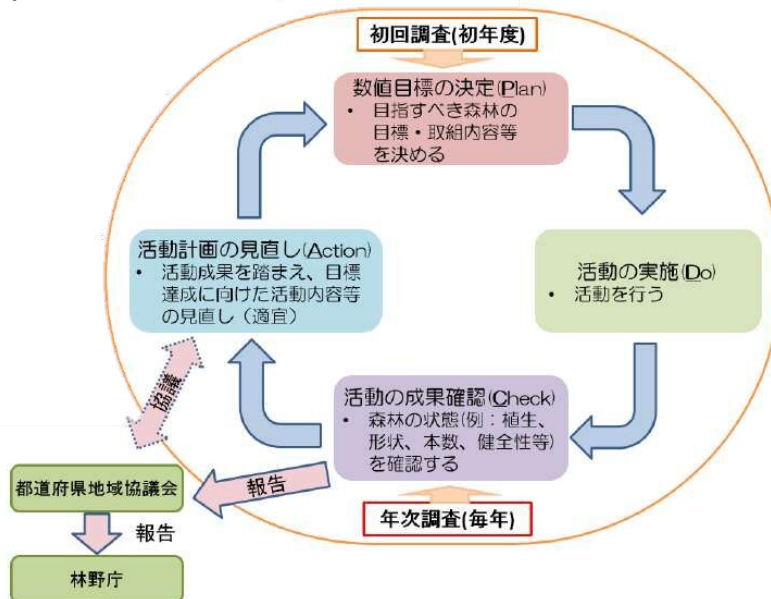 初回調査(初年度)
数値目標の決定(Plan)
• 目指すべき森林の
目標・取組内容等
を決める
活動計画の見直し(Action)
• 活動成果を踏まえ、目標
達成に向けた活動内容等
の見直し（適宜）
活動の実施(Do)
• 活動を行う
活動の成果確認(Check)
• 森林の状態(例：植生、
形状、本数、健全性等)
を確認する
協議
報告
都道府県地域協議会
年次調査(毎年)
報告
林野庁